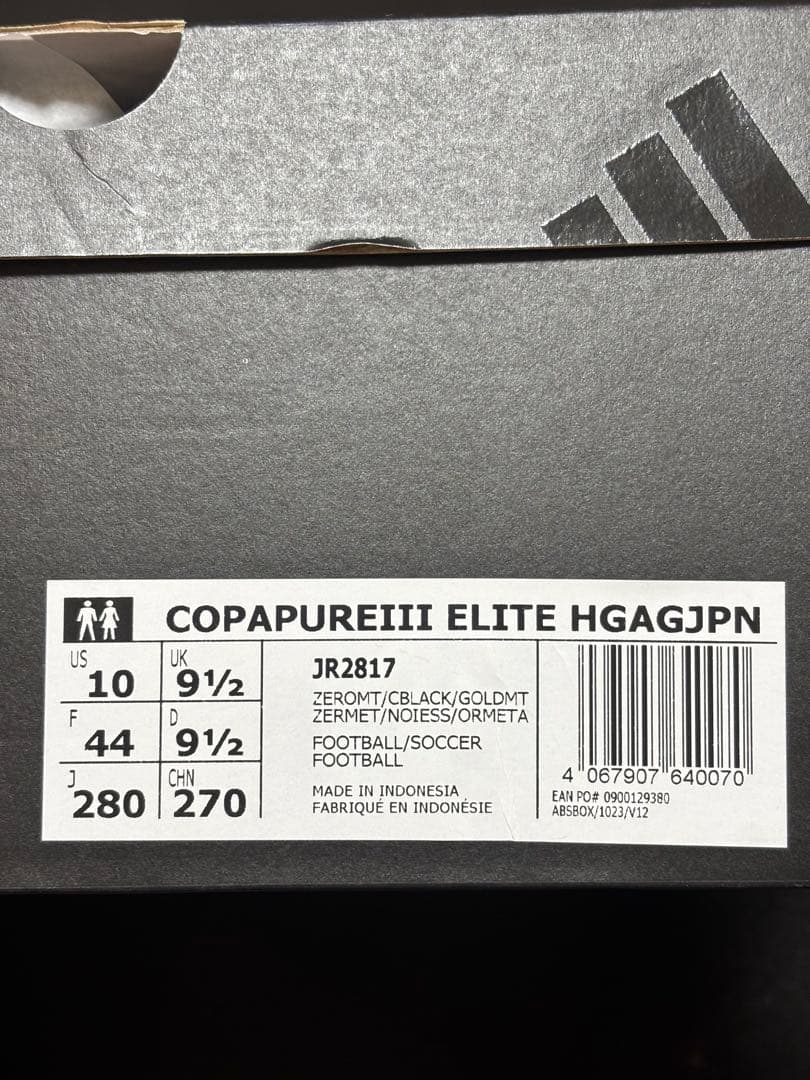 COPAPUREIII ELITE HGAGJPN
US 10 UK 9½
F 44 D 9½
J 280 CHN 270
JR2817
ZEROMT/CBLACK/GOLDMT
ZERMET/NOIESS/ORMETA
FOOTBALL/SOCCER
FOOTBALL
MADE IN INDONESIA
FABRIQUÉ EN INDONÉSIE
4 067907 640070
EAN PO# 0900129380
ABSBOX/1023/V12